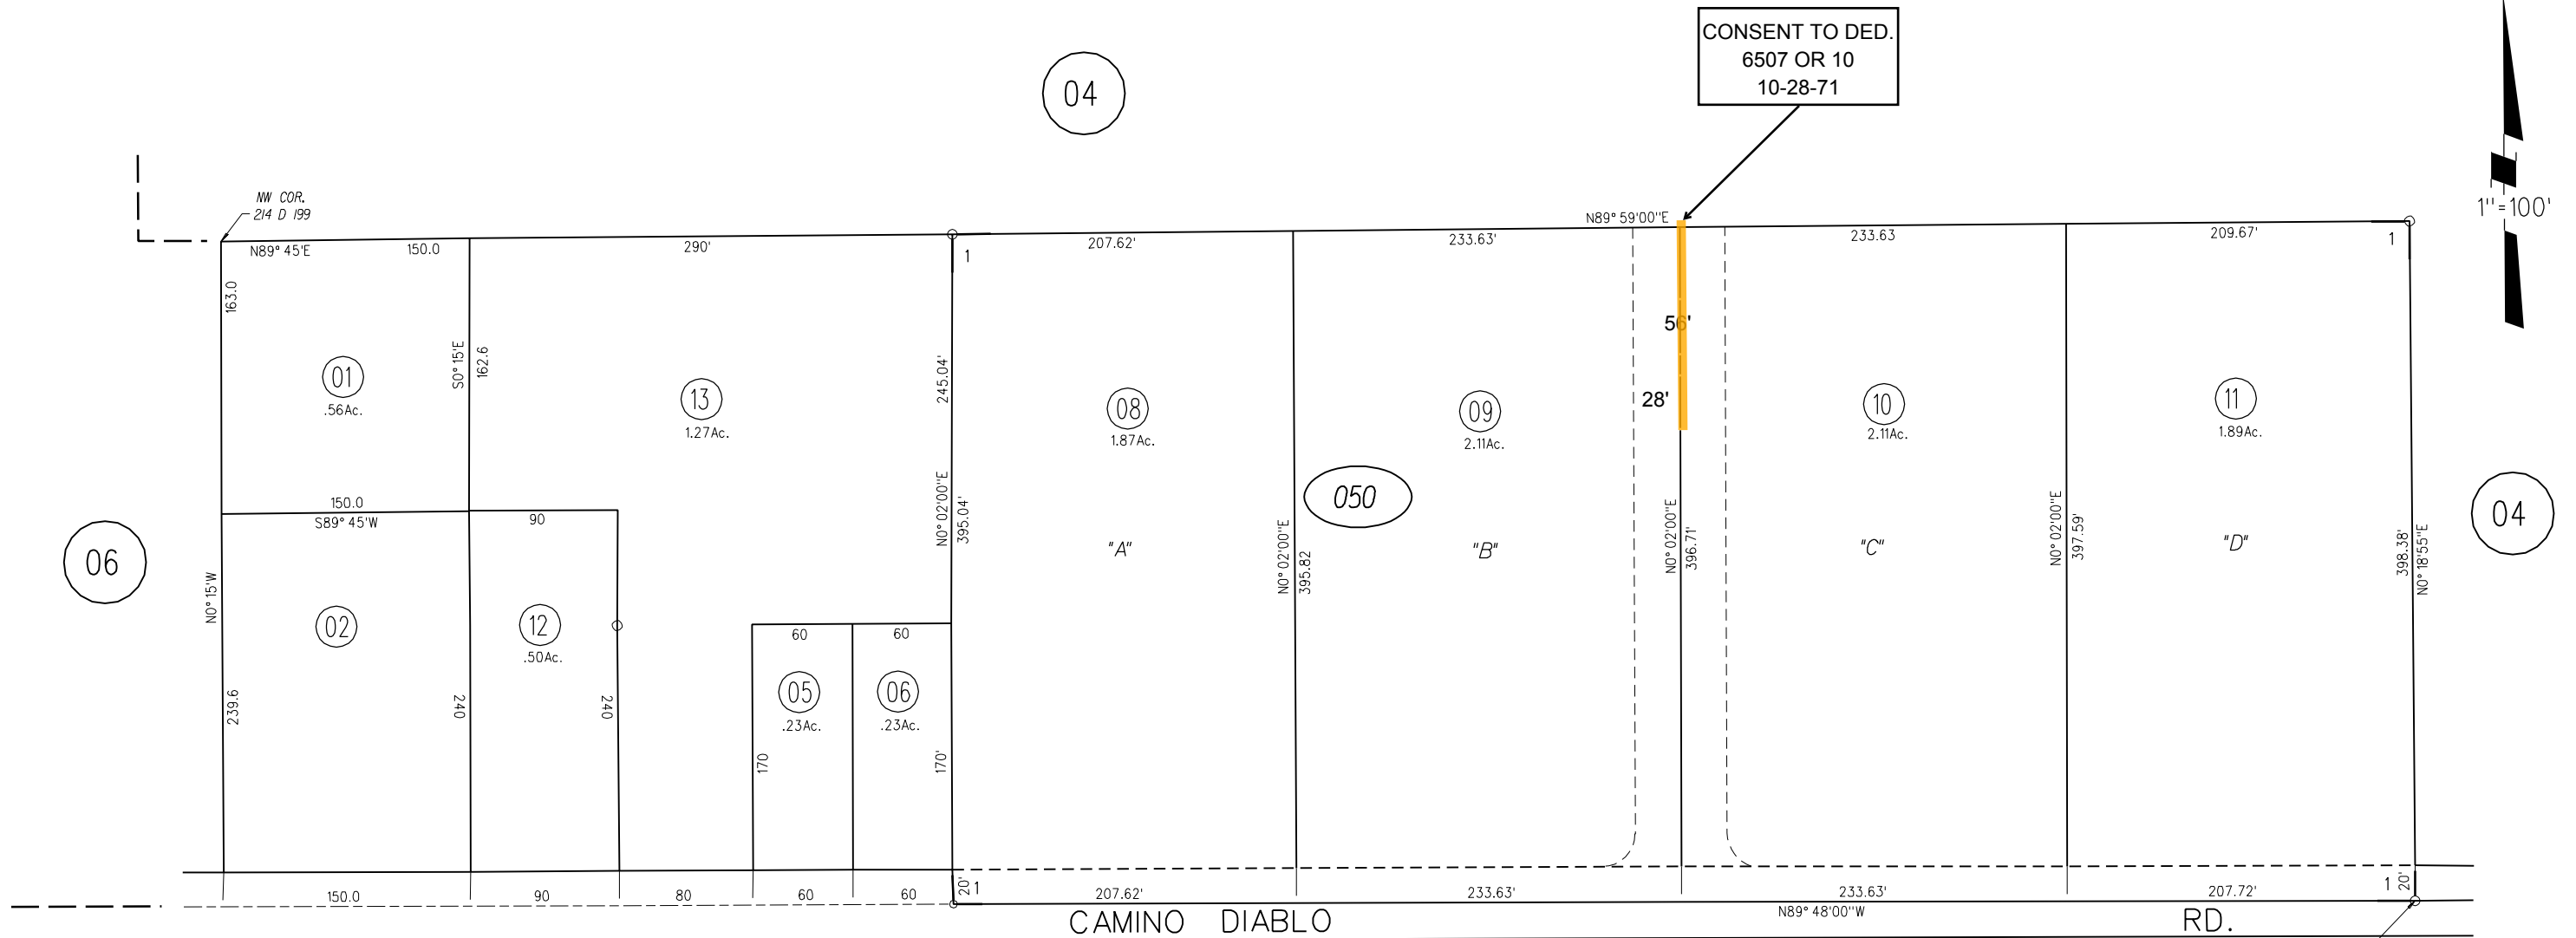 CONSENT TO DED.
6507 OR 10
10-28-71
04
NW COR.
214 D 199
1"=100'
N89° 59'00"E
N89° 45'E
150.0
290'
207.62'
233.63'
233.63
209.67'
1
1
163.0
S0° 15'E
162.6
245.04'
56'
28'
01
.56Ac.
13
1.27Ac.
08
1.87Ac.
09
2.11Ac.
10
2.11Ac.
11
1.89Ac.
050
150.0
S89° 45'W
90
N0° 02'00"E
395.04'
N0° 02'00"E
395.82
N0° 02'00"E
396.71'
N0° 02'00"E
397.59'
398.38'
N0° 18'55"E
04
06
"A"
"B"
"C"
"D"
N0° 15'W
02
12
.50Ac.
60
60
05
.23Ac.
06
.23Ac.
239.6
240
240
170
170'
150.0
90
80
60
60
20'
1
207.62'
233.63'
233.63'
207.72'
1
20'
N89° 48'00"W
CAMINO DIABLO RD.